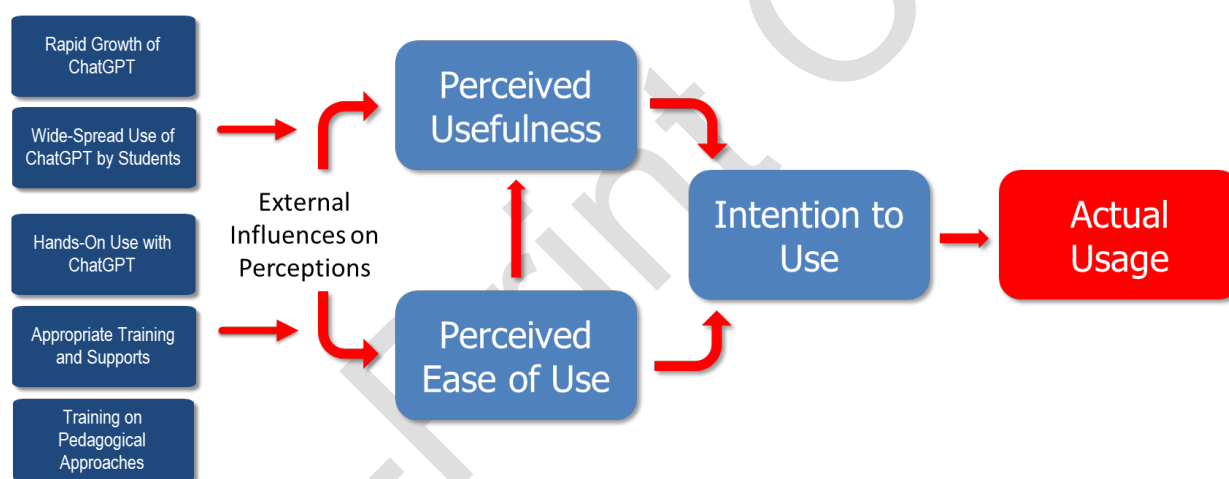 Rapid Growth of
ChatGPT
Wide-Spread Use of
ChatGPT by Students
Hands-On Use with
ChatGPT
Appropriate Training
and Supports
Training on
Pedagogical
Approaches
External
Influences on
Perceptions
Perceived
Usefulness
Perceived
Ease of Use
Intention to
Use
Actual
Usage